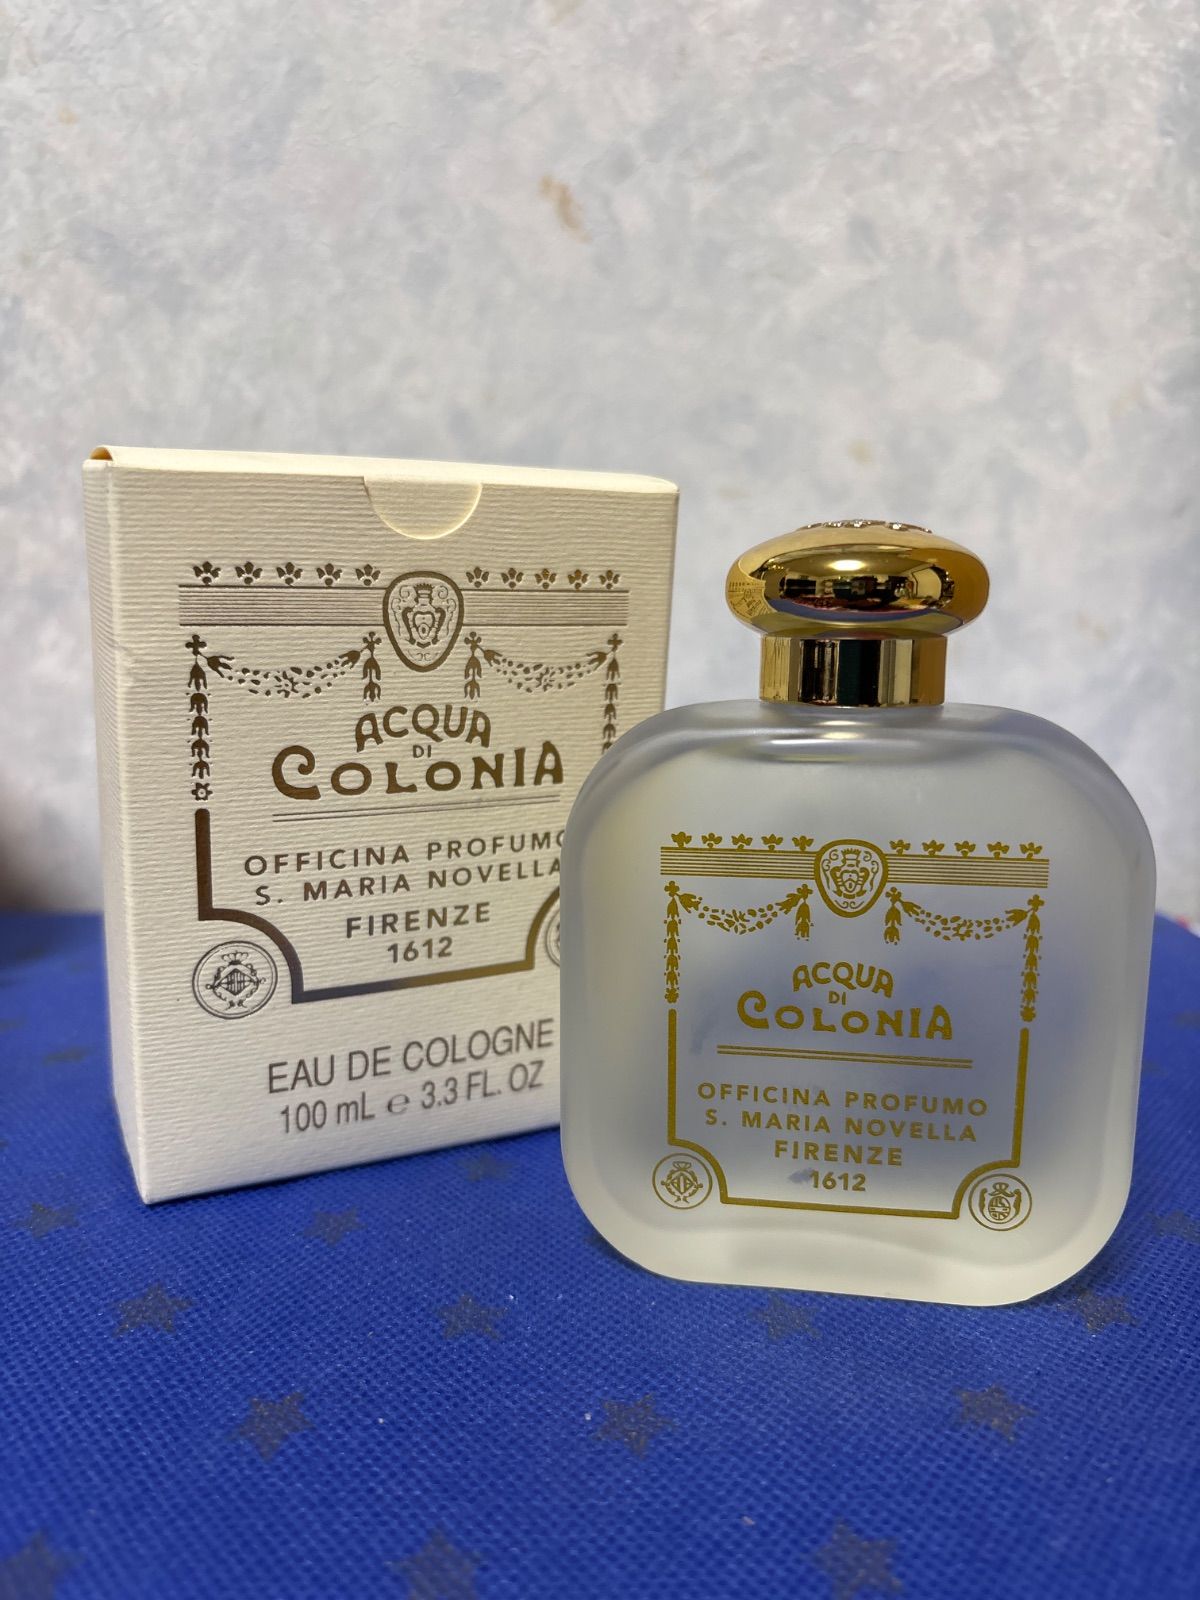 ACQUA
DI
COLONIA
OFFICINA PROFUMO
S. MARIA NOVELLA
FIRENZE
1612
EAU DE COLOGNE
100 mL e 3.3 FL. OZ
ACQUA
DI
COLONIA
OFFICINA PROFUMO
S. MARIA NOVELLA
FIRENZE
1612